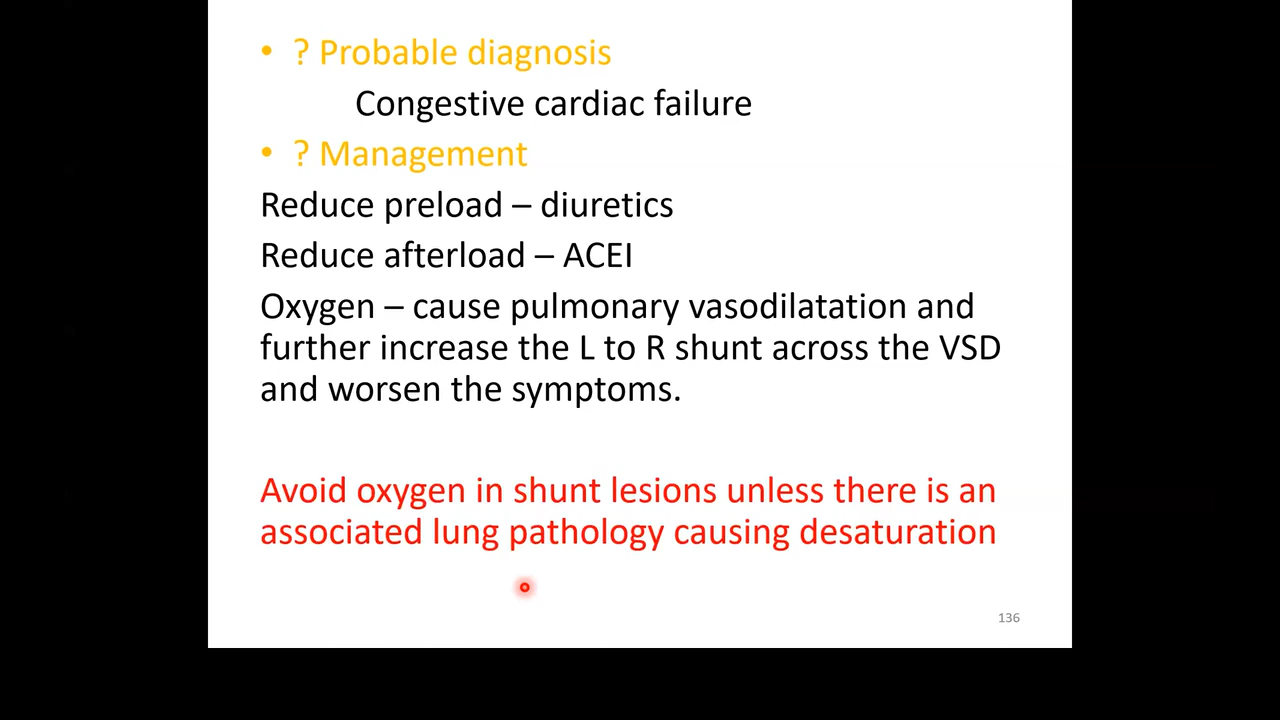 • ? Probable diagnosis
Congestive cardiac failure
• ? Management
Reduce preload – diuretics
Reduce afterload – ACEI
Oxygen – cause pulmonary vasodilatation and
further increase the L to R shunt across the VSD
and worsen the symptoms.
Avoid oxygen in shunt lesions unless there is an
associated lung pathology causing desaturation
136